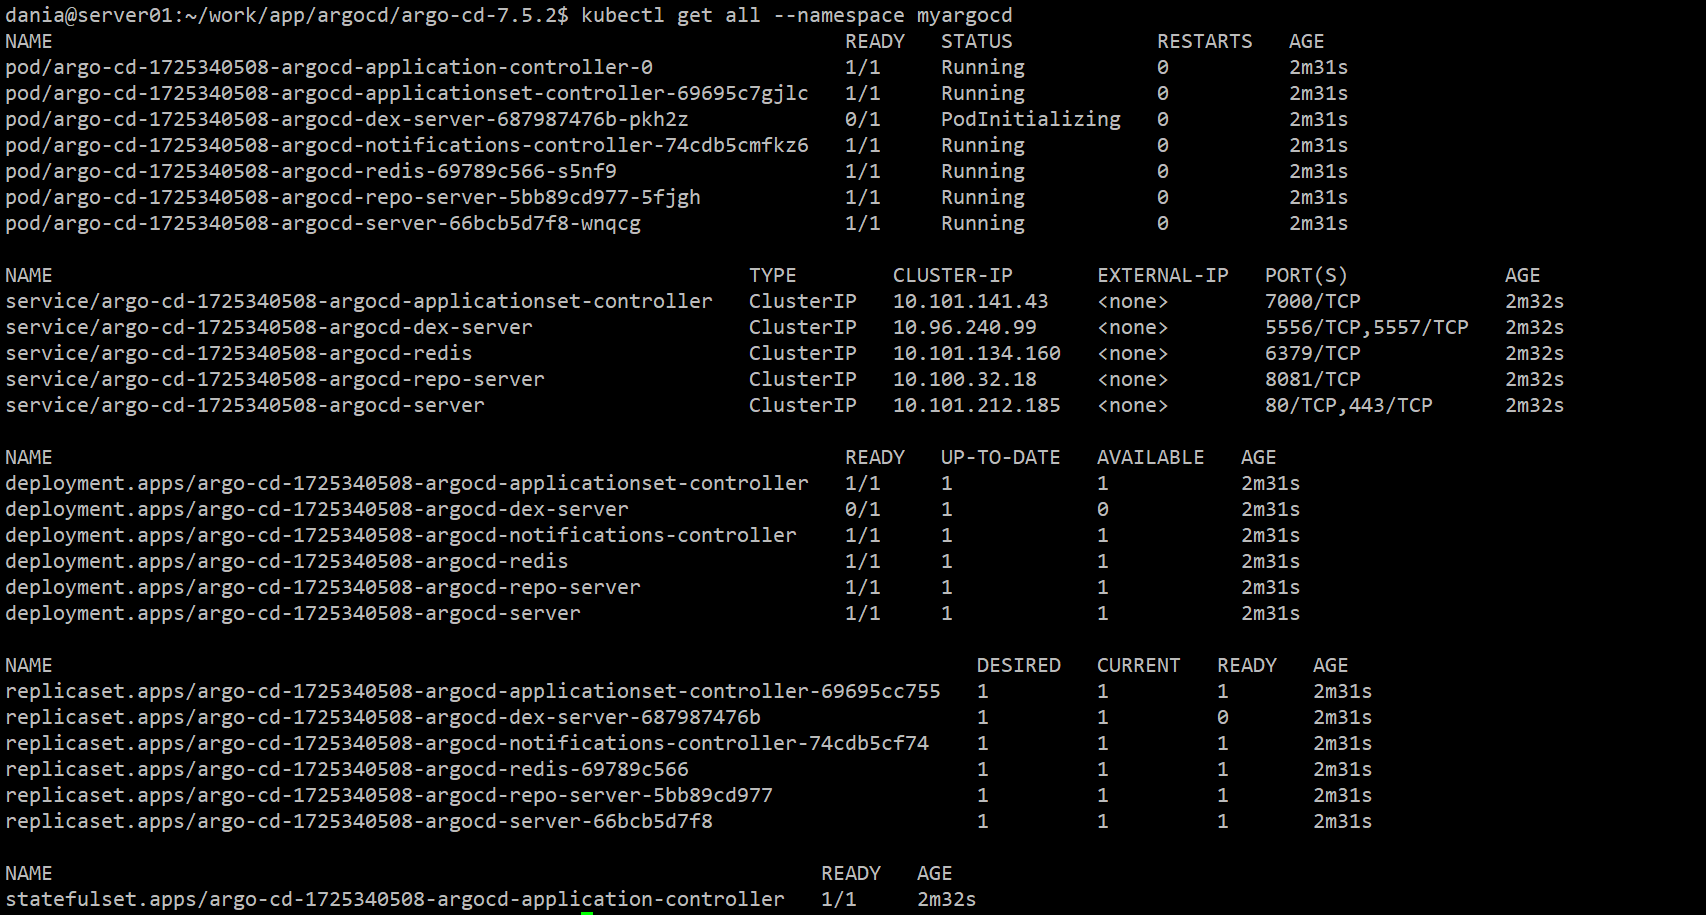 dania@server01:~/work/app/argocd/argo-cd-7.5.2$ kubectl get all --namespace myargocd
NAME READY STATUS RESTARTS AGE
pod/argo-cd-1725340508-argocd-application-controller-0 1/1 Running 0 2m31s
pod/argo-cd-1725340508-argocd-applicationset-controller-69695c7gjlc 1/1 Running 0 2m31s
pod/argo-cd-1725340508-argocd-dex-server-687987476b-pkh2z 0/1 PodInitializing 0 2m31s
pod/argo-cd-1725340508-argocd-notifications-controller-74cdb5cmfkz6 1/1 Running 0 2m31s
pod/argo-cd-1725340508-argocd-redis-69789c566-s5nf9 1/1 Running 0 2m31s
pod/argo-cd-1725340508-argocd-repo-server-5bb89cd977-5fjgh 1/1 Running 0 2m31s
pod/argo-cd-1725340508-argocd-server-66bcb5d7f8-wnqcg 1/1 Running 0 2m31s
NAME TYPE CLUSTER-IP EXTERNAL-IP PORT(S) AGE
service/argo-cd-1725340508-argocd-applicationset-controller ClusterIP 10.101.141.43 <none> 7000/TCP 2m32s
service/argo-cd-1725340508-argocd-dex-server ClusterIP 10.96.240.99 <none> 5556/TCP,5557/TCP 2m32s
service/argo-cd-1725340508-argocd-redis ClusterIP 10.101.134.160 <none> 6379/TCP 2m32s
service/argo-cd-1725340508-argocd-repo-server ClusterIP 10.100.32.18 <none> 8081/TCP 2m32s
service/argo-cd-1725340508-argocd-server ClusterIP 10.101.212.185 <none> 80/TCP,443/TCP 2m32s
NAME READY UP-TO-DATE AVAILABLE AGE
deployment.apps/argo-cd-1725340508-argocd-applicationset-controller 1/1 1 1 2m31s
deployment.apps/argo-cd-1725340508-argocd-dex-server 0/1 1 0 2m31s
deployment.apps/argo-cd-1725340508-argocd-notifications-controller 1/1 1 1 2m31s
deployment.apps/argo-cd-1725340508-argocd-redis 1/1 1 1 2m31s
deployment.apps/argo-cd-1725340508-argocd-repo-server 1/1 1 1 2m31s
deployment.apps/argo-cd-1725340508-argocd-server 1/1 1 1 2m31s
NAME DESIRED CURRENT READY AGE
replicaset.apps/argo-cd-1725340508-argocd-applicationset-controller-69695cc755 1 1 1 2m31s
replicaset.apps/argo-cd-1725340508-argocd-dex-server-687987476b 1 1 0 2m31s
replicaset.apps/argo-cd-1725340508-argocd-notifications-controller-74cdb5cf74 1 1 1 2m31s
replicaset.apps/argo-cd-1725340508-argocd-redis-69789c566 1 1 1 2m31s
replicaset.apps/argo-cd-1725340508-argocd-repo-server-5bb89cd977 1 1 1 2m31s
replicaset.apps/argo-cd-1725340508-argocd-server-66bcb5d7f8 1 1 1 2m31s
NAME READY AGE
statefulset.apps/argo-cd-1725340508-argocd-application-controller 1/1 2m32s